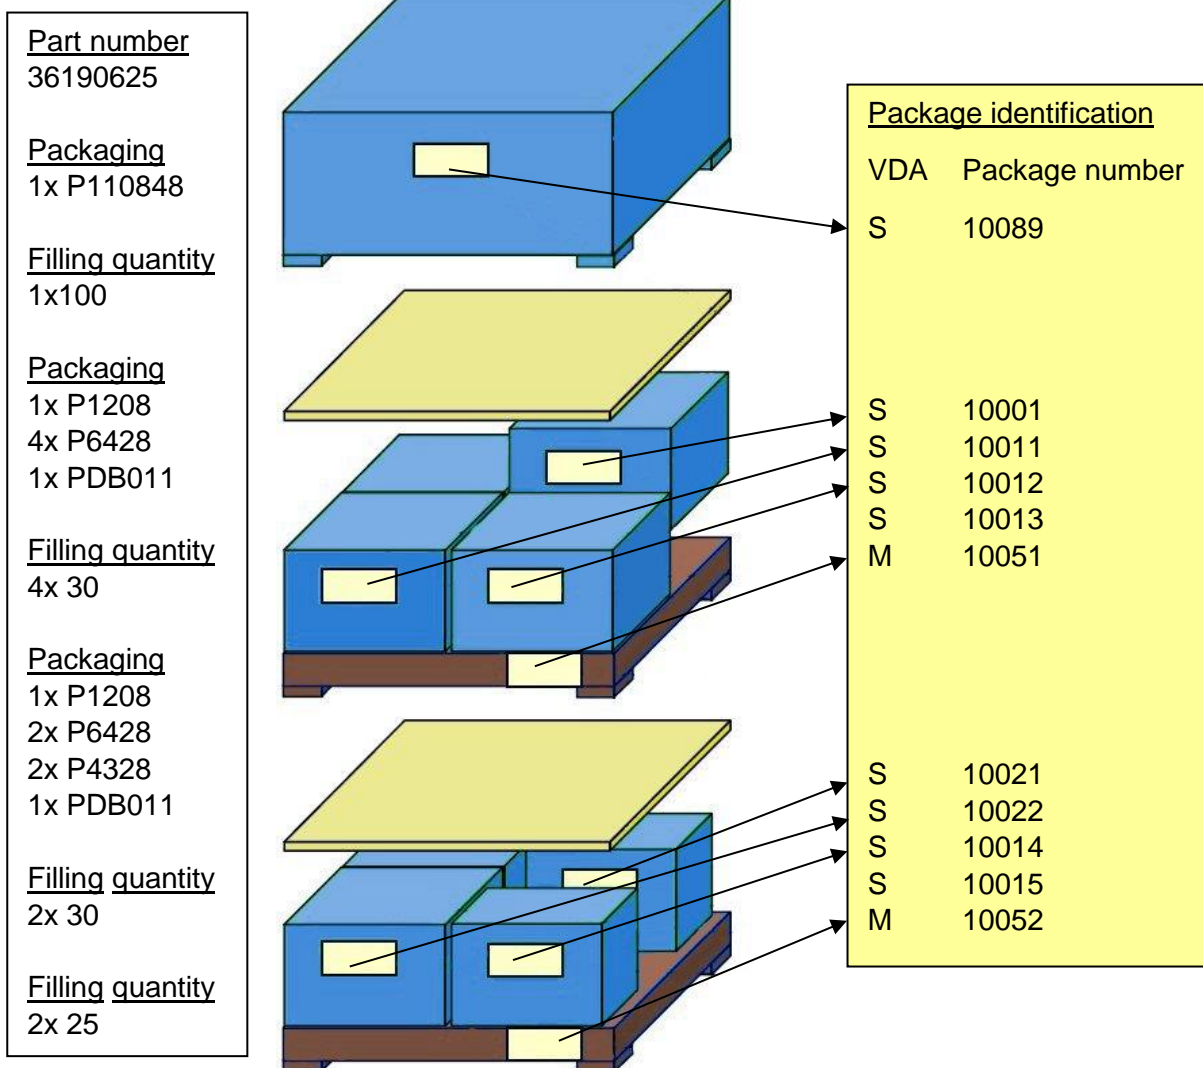 Part number
36190625
Packaging
1x P110848
Filling quantity
1x100
Packaging
1x P1208
4x P6428
1x PDB011
Filling quantity
4x 30
Packaging
1x P1208
2x P6428
2x P4328
1x PDB011
Filling quantity
2x 30
Filling quantity
2x 25
Package identification
VDA Package number
S 10089
S 10001
S 10011
S 10012
S 10013
M 10051
S 10021
S 10022
S 10014
S 10015
M 10052